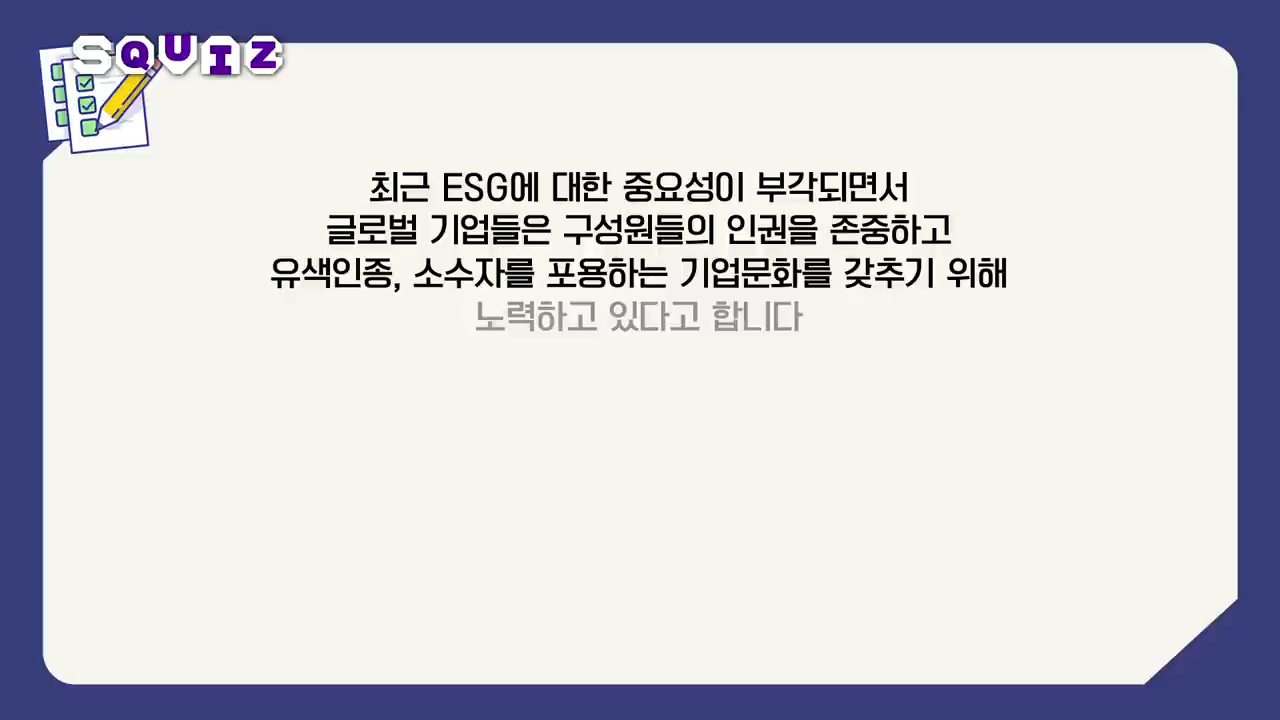 SQUIZ
최근 ESG에 대한 중요성이 부각되면서
글로벌 기업들은 구성원들의 인권을 존중하고
유색인종, 소수자를 포용하는 기업문화를 갖추기 위해
노력하고 있다고 합니다